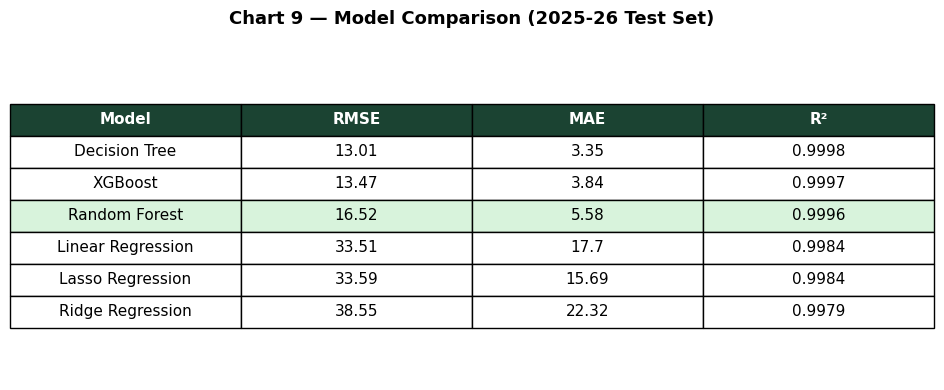 Chart 9 — Model Comparison (2025-26 Test Set)
Model RMSE MAE R²
Decision Tree 13.01 3.35 0.9998
XGBoost 13.47 3.84 0.9997
Random Forest 16.52 5.58 0.9996
Linear Regression 33.51 17.7 0.9984
Lasso Regression 33.59 15.69 0.9984
Ridge Regression 38.55 22.32 0.9979